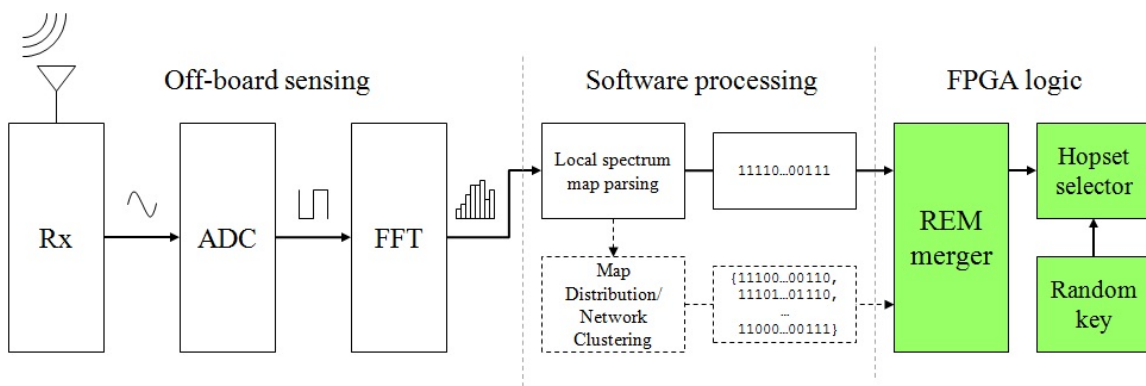 Off-board sensing
Software processing
FPGA logic
Rx
ADC
FFT
Local spectrum
map parsing
11110…00111
Map
Distribution/
Network
Clustering
{11100…00110,
11101…01110,
…
11000…00111}
REM
merger
Hopset
selector
Random
key